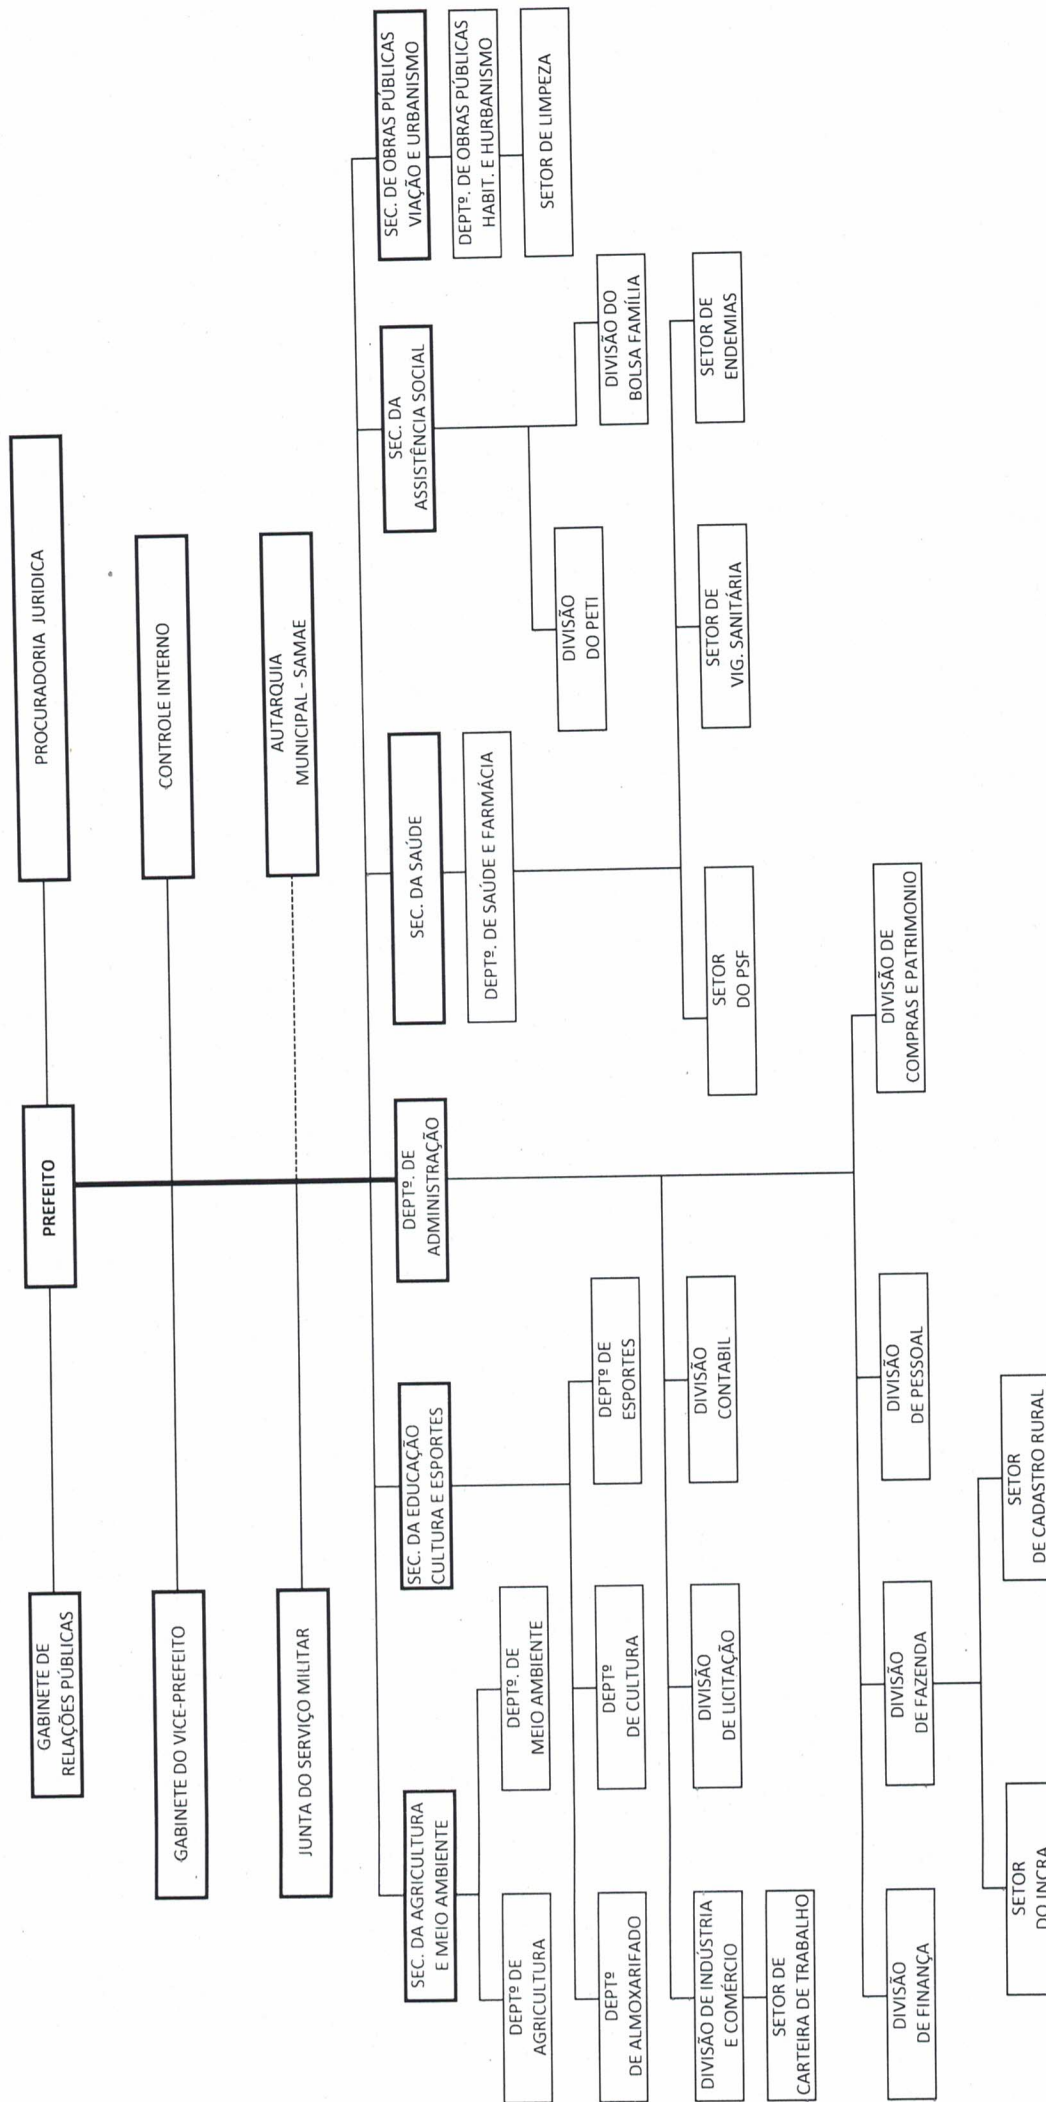 PREFEITO
GABINETE DE
RELAÇÕES PÚBLICAS
PROCURADORIA JURIDICA
GABINETE DO VICE-PREFEITO
CONTROLE INTERNO
JUNTA DO SERVIÇO MILITAR
AUTARQUIA
MUNICIPAL - SAMAE
SEC. DA AGRICULTURA
E MEIO AMBIENTE
SEC. DA EDUCAÇÃO
CULTURA E ESPORTES
DEPTº. DE
ADMINISTRAÇÃO
SEC. DA SAÚDE
SEC. DA
ASSISTÊNCIA SOCIAL
SEC. DE OBRAS PÚBLICAS
VIAÇÃO E URBANISMO
DEPTº DE
AGRICULTURA
DEPTº. DE
MEIO AMBIENTE
DEPTº. DE SAÚDE E FARMÁCIA
DEPTº. DE OBRAS PÚBLICAS
HABIT. E HURBANISMO
SETOR DE LIMPEZA
DEPTº
DE ALMOXARIFADO
DEPTº
DE CULTURA
DEPTº DE
ESPORTES
DIVISÃO
DO PETI
DIVISÃO DO
BOLSA FAMÍLIA
DIVISÃO DE INDÚSTRIA
E COMÉRCIO
DIVISÃO
DE LICITAÇÃO
DIVISÃO
CONTABIL
SETOR
DO PSF
SETOR DE
VIG. SANITÁRIA
SETOR DE
ENDEMIAS
SETOR DE
CARTEIRA DE TRABALHO
DIVISÃO
DE FINANÇA
DIVISÃO
DE FAZENDA
DIVISÃO
DE PESSOAL
DIVISÃO DE
COMPRAS E PATRIMONIO
SETOR
DO INCRA
SETOR
DE CADASTRO RURAL